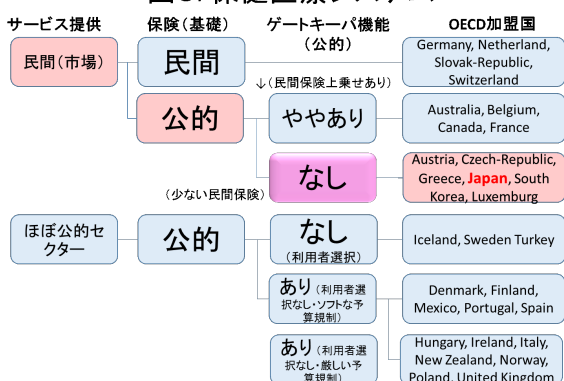 サービス提供
保険(基礎)
ゲートキーパ機能
(公的)
OECD加盟国
民間(市場)
民間
Germany, Netherland,
Slovak-Republic,
Switzerland
↓(民間保険上乗せあり)
公的
ややあり
Australia, Belgium,
Canada, France
なし
(少ない民間保険)
Austria, Czech-Republic,
Greece, Japan, South
Korea, Luxemburg
ほぼ公的セ
クター
公的
なし
(利用者選択)
Iceland, Sweden Turkey
あり(利用者選
択なし・ソフトな予
算規制)
Denmark, Finland,
Mexico, Portugal, Spain
あり(利用者選
択なし・厳しい予
算規制)
Hungary, Ireland, Italy,
New Zealand, Norway,
Poland, United Kingdom